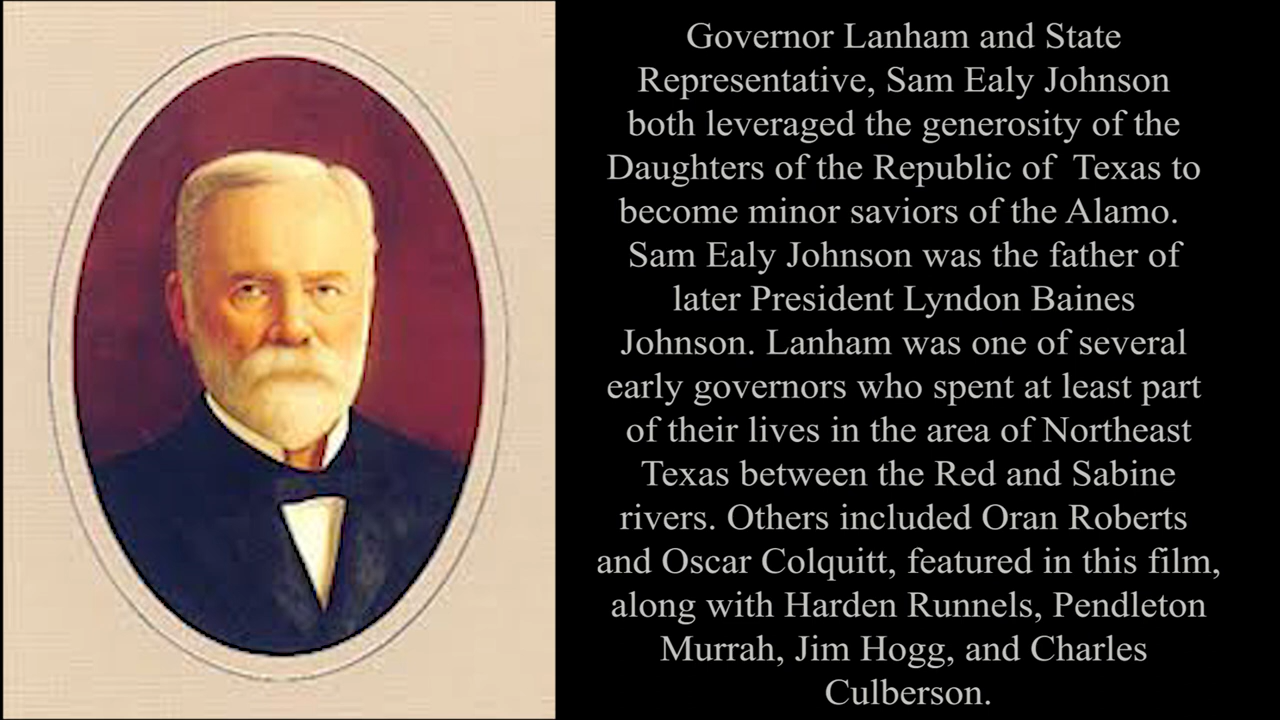 Governor Lanham and State
Representative, Sam Ealy Johnson
both leveraged the generosity of the
Daughters of the Republic of  Texas to
become minor saviors of the Alamo.
Sam Ealy Johnson was the father of
later President Lyndon Baines
Johnson. Lanham was one of several
early governors who spent at least part
of their lives in the area of Northeast
Texas between the Red and Sabine
rivers. Others included Oran Roberts
and Oscar Colquitt, featured in this film,
along with Harden Runnels, Pendleton
Murrah, Jim Hogg, and Charles
Culberson.